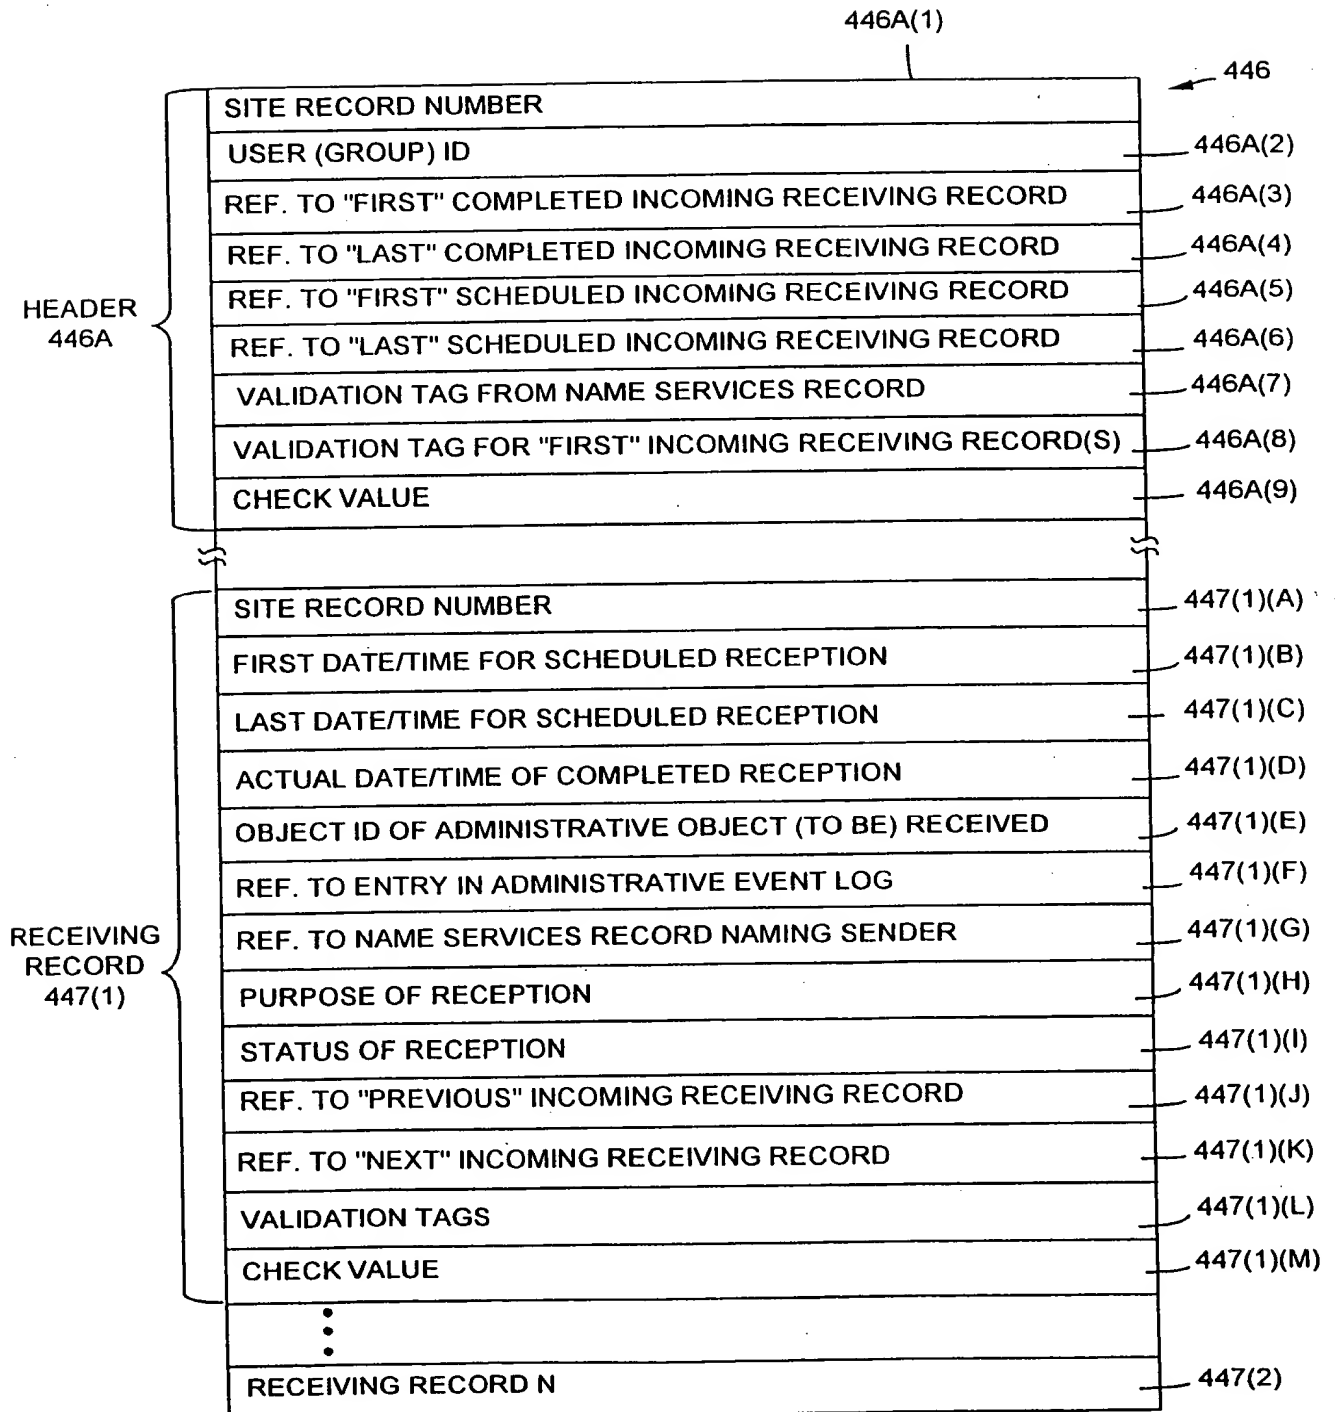 446A(1)
446
SITE RECORD NUMBER
USER (GROUP) ID
446A(2)
REF. TO "FIRST" COMPLETED INCOMING RECEIVING RECORD
446A(3)
REF. TO "LAST" COMPLETED INCOMING RECEIVING RECORD
446A(4)
REF. TO "FIRST" SCHEDULED INCOMING RECEIVING RECORD
446A(5)
HEADER
446A
REF. TO "LAST" SCHEDULED INCOMING RECEIVING RECORD
446A(6)
VALIDATION TAG FROM NAME SERVICES RECORD
446A(7)
VALIDATION TAG FOR "FIRST" INCOMING RECEIVING RECORD(S)
446A(8)
CHECK VALUE
446A(9)
SITE RECORD NUMBER
447(1)(A)
FIRST DATE/TIME FOR SCHEDULED RECEPTION
447(1)(B)
LAST DATE/TIME FOR SCHEDULED RECEPTION
447(1)(C)
ACTUAL DATE/TIME OF COMPLETED RECEPTION
447(1)(D)
OBJECT ID OF ADMINISTRATIVE OBJECT (TO BE) RECEIVED
447(1)(E)
REF. TO ENTRY IN ADMINISTRATIVE EVENT LOG
447(1)(F)
REF. TO NAME SERVICES RECORD NAMING SENDER
447(1)(G)
RECEIVING
RECORD
447(1)
PURPOSE OF RECEPTION
447(1)(H)
STATUS OF RECEPTION
447(1)(I)
REF. TO "PREVIOUS" INCOMING RECEIVING RECORD
447(1)(J)
REF. TO "NEXT" INCOMING RECEIVING RECORD
447(1)(K)
VALIDATION TAGS
447(1)(L)
CHECK VALUE
447(1)(M)
RECEIVING RECORD N
447(2)